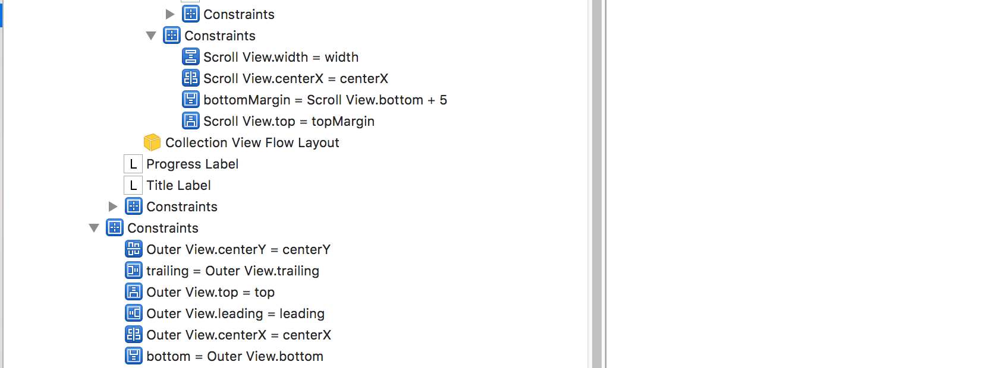 Constraints
Constraints
Scroll View.width = width
Scroll View.centerX = centerX
bottomMargin = Scroll View.bottom + 5
Scroll View.top = topMargin
Collection View Flow Layout
L Progress Label
L Title Label
Constraints
Constraints
Outer View.centerY = centerY
trailing = Outer View.trailing
Outer View.top = top
Outer View.leading = leading
Outer View.centerX = centerX
bottom = Outer View.bottom